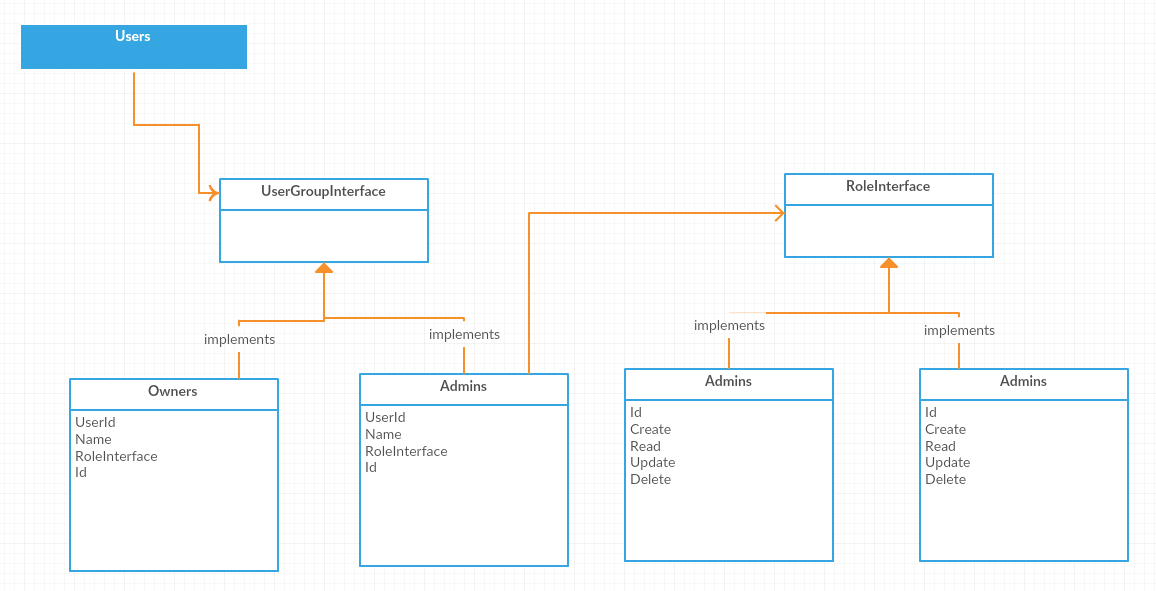 Users
UserGroupInterface
RoleInterface
implements
implements
implements
implements
Owners
UserId
Name
RoleInterface
Id
Admins
UserId
Name
RoleInterface
Id
Admins
Id
Create
Read
Update
Delete
Admins
Id
Create
Read
Update
Delete